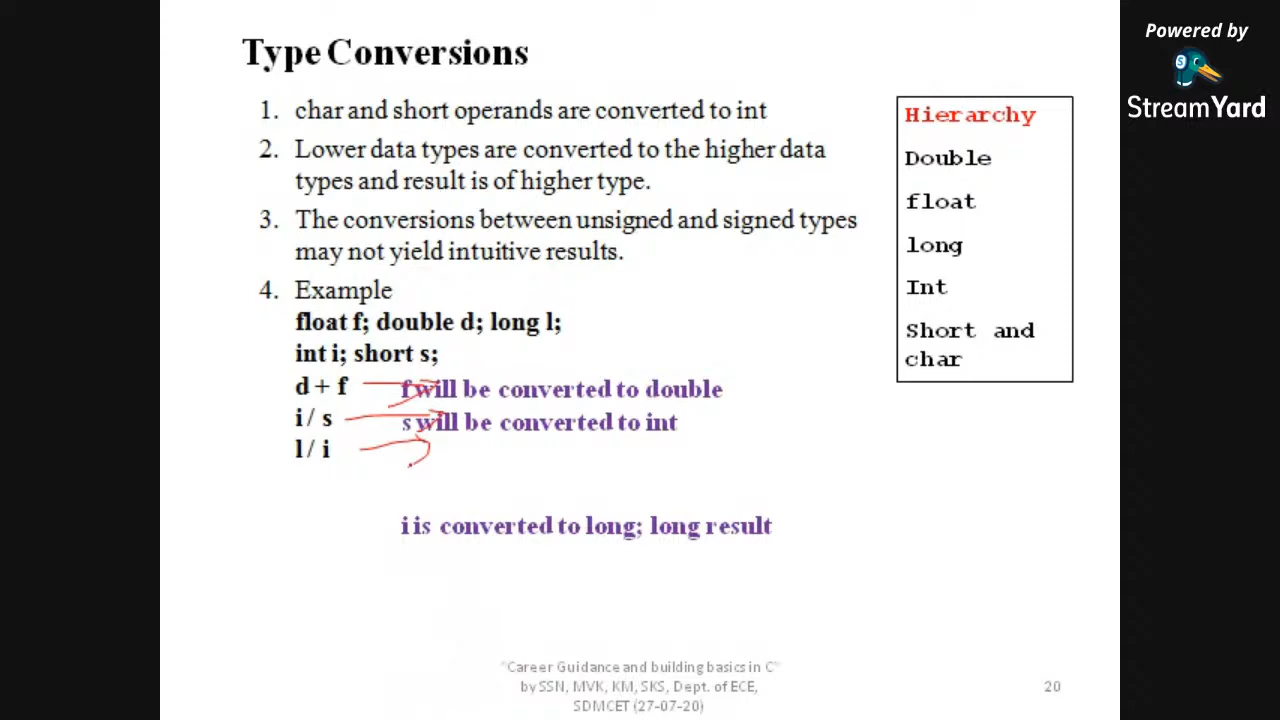 Type Conversions
1. char and short operands are converted to int
2. Lower data types are converted to the higher data
types and result is of higher type.
3. The conversions between unsigned and signed types
may not yield intuitive results.
4. Example
float f; double d; long l;
int i; short s;
d + f f will be converted to double
i / s s will be converted to int
l / i
i is converted to long; long result
Hierarchy
Double
float
long
Int
Short and
char
Powered by
StreamYard
"Career Guidance and building basics in C"
by SSN, MVK, KM, SKS, Dept. of ECE,
SDMCET (27-07-20)
20